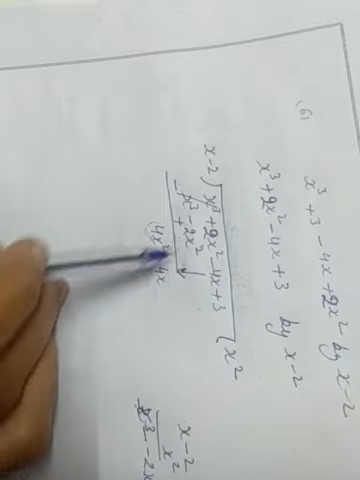 (6) x³ + 3 - 4x + 2x² by x-2
x³ + 2x² - 4x + 3 by x-2
x-2) x³ + 2x² - 4x + 3 ( x²
x³ - 2x²
- +
4x² - 4x
x-2
x²
x³ - 2x